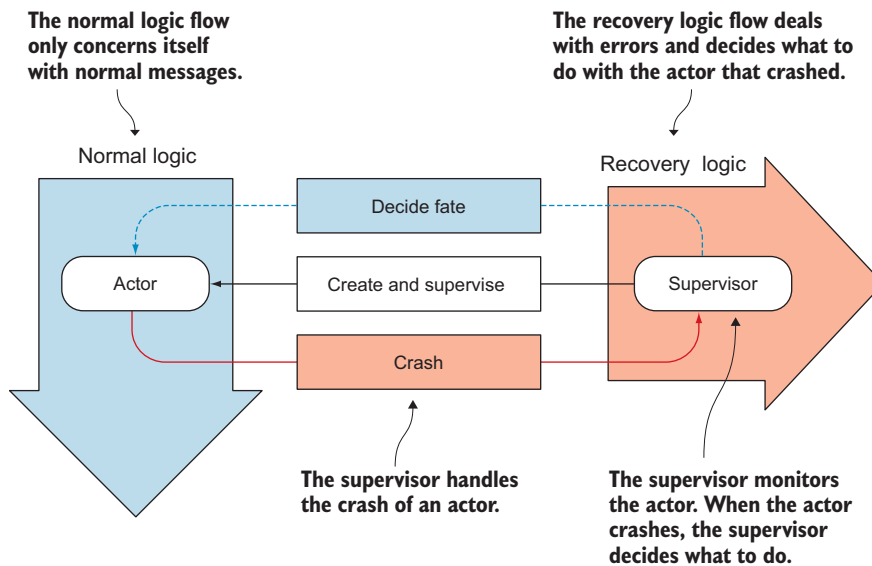 The normal logic flow
only concerns itself
with normal messages.
The recovery logic flow deals
with errors and decides what to
do with the actor that crashed.
Normal logic
Recovery logic
Decide fate
Actor
Create and supervise
Supervisor
Crash
The supervisor handles
the crash of an actor.
The supervisor monitors
the actor. When the actor
crashes, the supervisor
decides what to do.